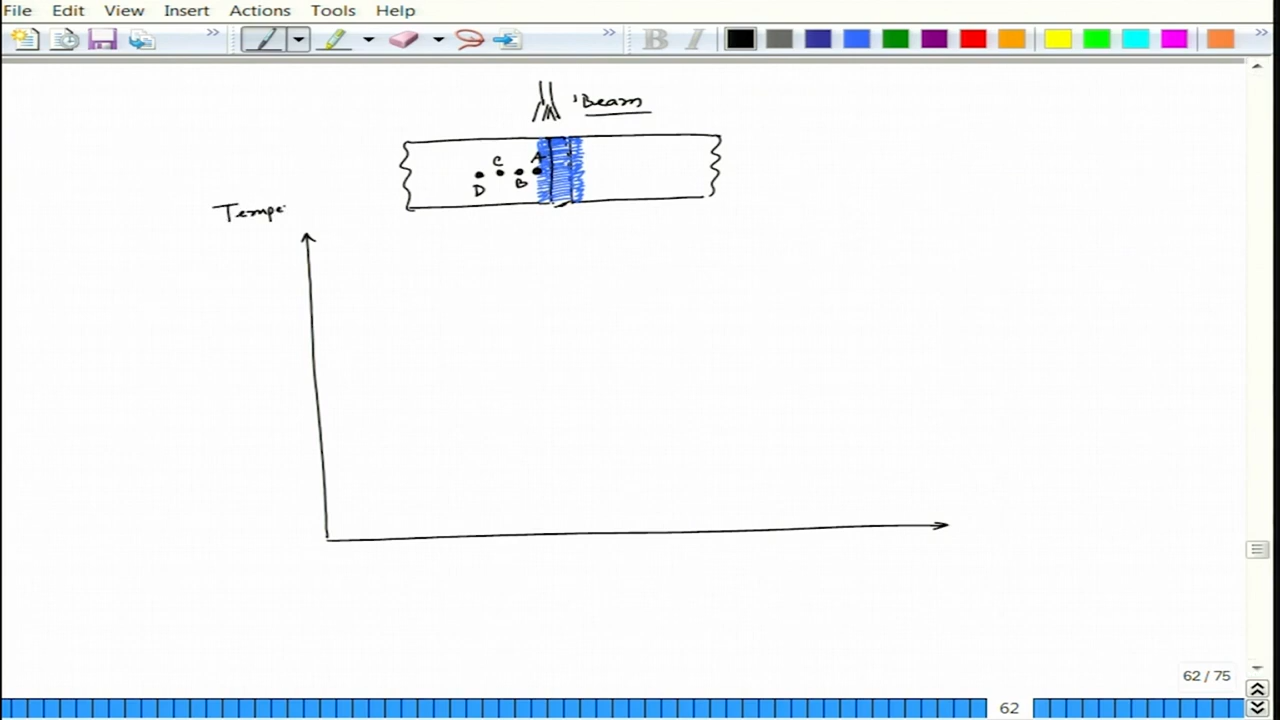 File Edit View Insert Actions Tools Help
B I
Beam
A
C
B
D
Tempe
62 / 75
62